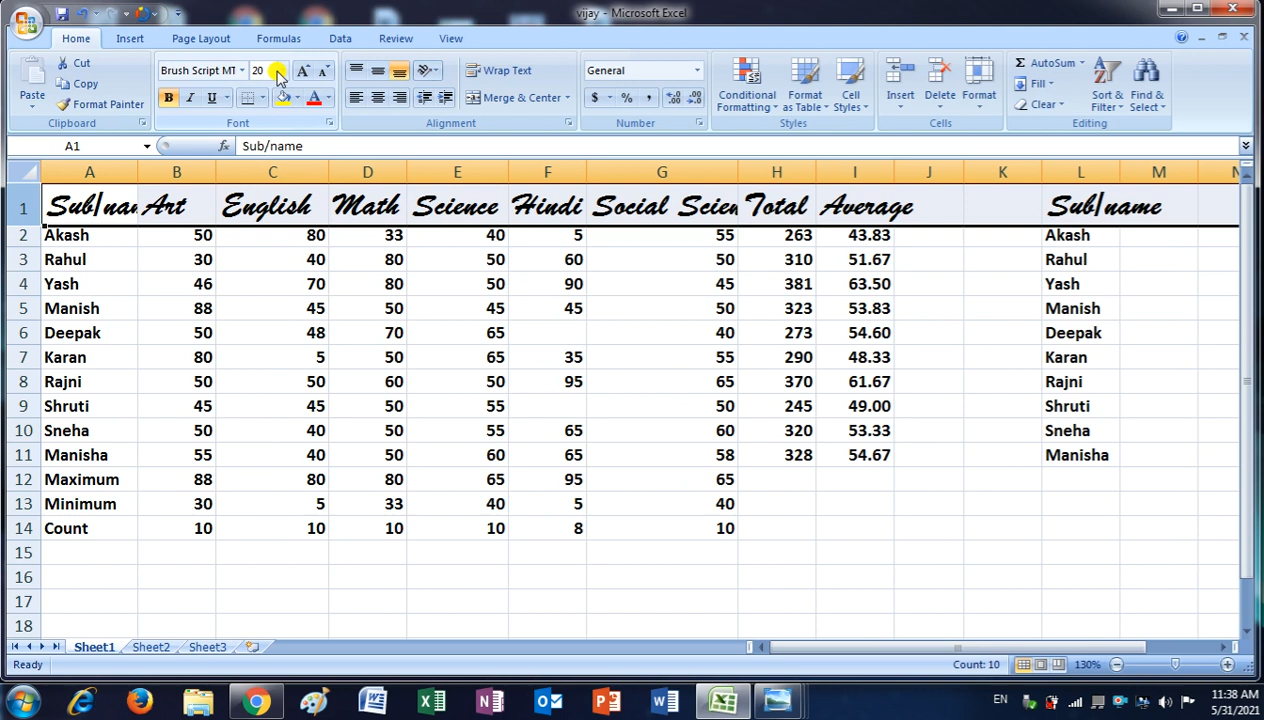 vijay - Microsoft Excel
Home Insert Page Layout Formulas Data Review View
Paste
Cut
Copy
Format Painter
Clipboard
Brush Script MT 20
B I U
Font
Wrap Text
Merge & Center
Alignment
General
$ % ,
Number
Conditional Formatting
Format as Table
Cell Styles
Styles
Insert Delete Format
Cells
Σ AutoSum
Fill
Clear
Sort & Filter
Find & Select
Editing
A1 fx Sub/name
A B C D E F G H I J K L M N
1 Sub/nam Art English Math Science Hindi Social Scien Total Average Sub/name
2 Akash 50 80 33 40 5 55 263 43.83 Akash
3 Rahul 30 40 80 50 60 50 310 51.67 Rahul
4 Yash 46 70 80 50 90 45 381 63.50 Yash
5 Manish 88 45 50 45 45 50 323 53.83 Manish
6 Deepak 50 48 70 65 40 273 54.60 Deepak
7 Karan 80 5 50 65 35 55 290 48.33 Karan
8 Rajni 50 50 60 50 95 65 370 61.67 Rajni
9 Shruti 45 45 50 55 50 245 49.00 Shruti
10 Sneha 50 40 50 55 65 60 320 53.33 Sneha
11 Manisha 55 40 50 60 65 58 328 54.67 Manisha
12 Maximum 88 80 80 65 95 65
13 Minimum 30 5 33 40 5 40
14 Count 10 10 10 10 8 10
15
16
17
18
Sheet1 Sheet2 Sheet3
Ready Count: 10 130%
EN 11:38 AM
5/31/2021